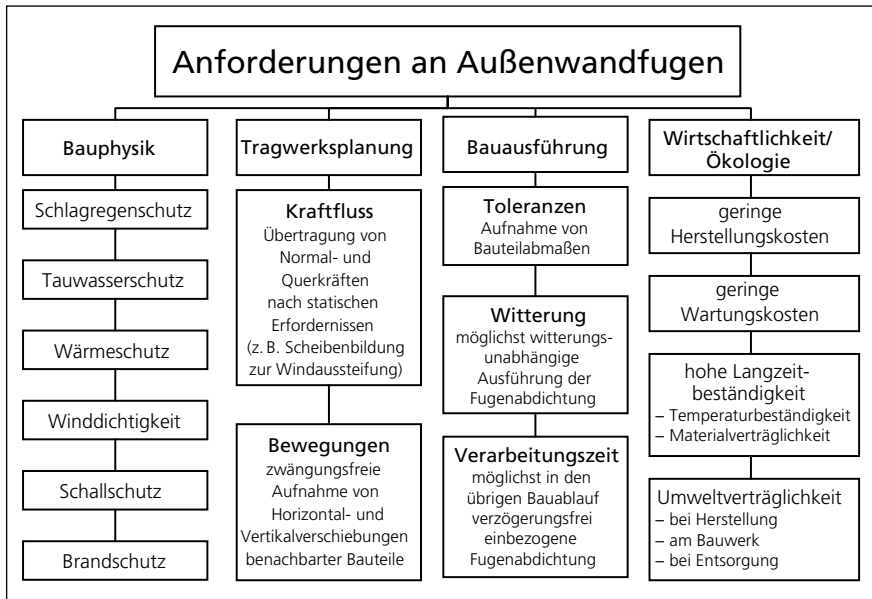 Anforderungen an Außenwandfugen
Bauphysik
Schlagregenschutz
Tauwasserschutz
Wärmeschutz
Winddichtigkeit
Schallschutz
Brandschutz
Tragwerksplanung
Kraftfluss
Übertragung von
Normal- und
Querkräften
nach statischen
Erfordernissen
(z. B. Scheibenbildung
zur Windaussteifung)
Bewegungen
zwängungsfreie
Aufnahme von
Horizontal- und
Vertikalverschiebungen
benachbarter Bauteile
Bauausführung
Toleranzen
Aufnahme von
Bauteilabmaßen
Witterung
möglichst witterungs-
unabhängige
Ausführung der
Fugenabdichtung
Verarbeitungszeit
möglichst in den
übrigen Bauablauf
verzögerungsfrei
einbezogene
Fugenabdichtung
Wirtschaftlichkeit/
Ökologie
geringe
Herstellungskosten
geringe
Wartungskosten
hohe Langzeit-
beständigkeit
– Temperaturbeständigkeit
– Materialverträglichkeit
Umweltverträglichkeit
– bei Herstellung
– am Bauwerk
– bei Entsorgung